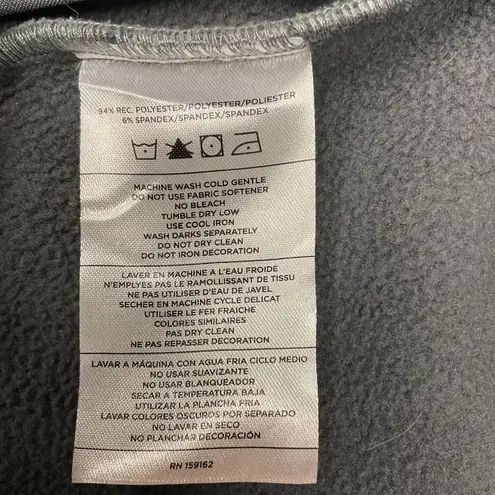 94% REC. POLYESTER/POLYESTER/POLIESTER
6% SPANDEX/SPANDEX/SPANDEX
MACHINE WASH COLD GENTLE
DO NOT USE FABRIC SOFTENER
NO BLEACH
TUMBLE DRY LOW
USE COOL IRON
WASH DARKS SEPARATELY
DO NOT DRY CLEAN
DO NOT IRON DECORATION
LAVER EN MACHINE A L'EAU FROIDE
N'EMPLYES PAS LE RAMOLLISSANT DE TISSU
NE PAS UTILISER D'EAU DE JAVEL
SECHER EN MACHINE CYCLE DELICAT
UTILISER LE FER FRAICHE
COLORES SIMILAIRES
PAS DRY CLEAN
NE PAS REPASSER DECORATION
LAVAR A MÁQUINA CON AGUA FRIA CICLO MEDIO
NO USAR SUAVIZANTE
NO USAR BLANQUEADOR
SECAR A TEMPERATURA BAJA
UTILIZAR LA PLANCHA FRIA
LAVAR COLORES OSCUROS POR SEPARADO
NO LAVAR EN SECO
NO PLANCHAR DECORACIÓN
RN 159162